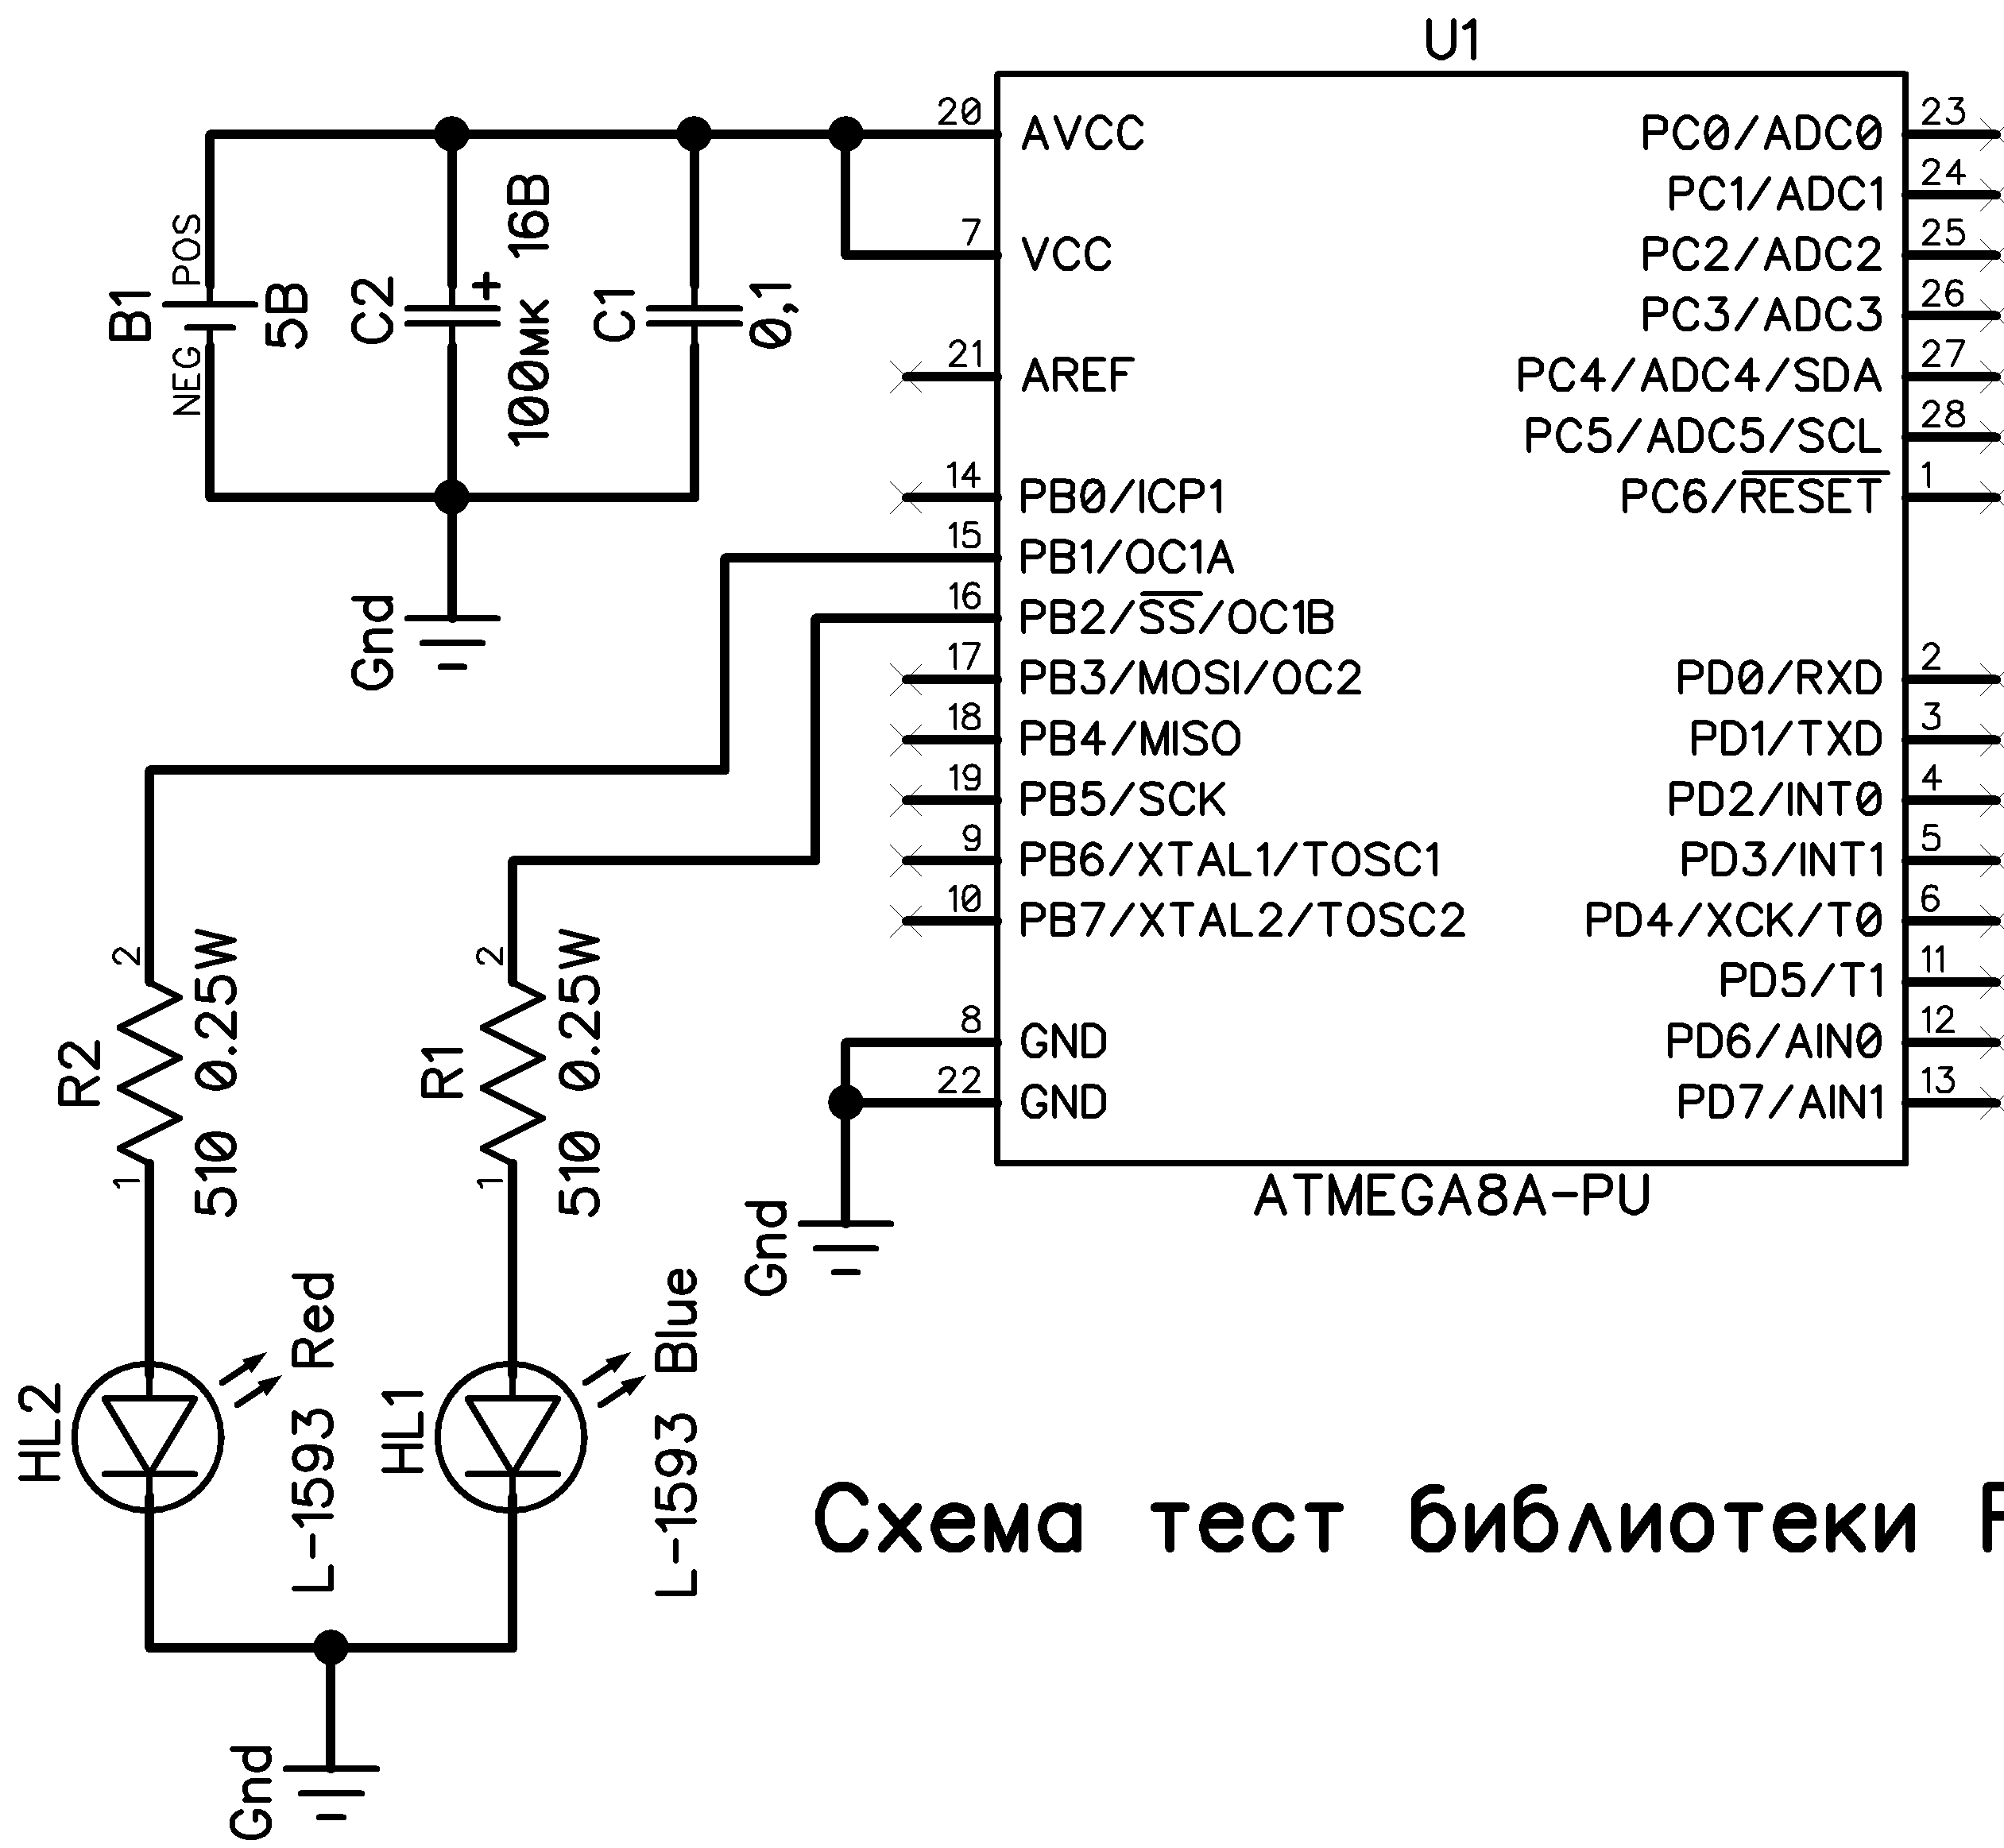 U1
20 AVCC
7 VCC
21 AREF
14 PB0/ICP1
15 PB1/OC1A
16 PB2/SS/OC1B
17 PB3/MOSI/OC2
18 PB4/MISO
19 PB5/SCK
9 PB6/XTAL1/TOSC1
10 PB7/XTAL2/TOSC2
8 GND
22 GND
PC0/ADC0 23
PC1/ADC1 24
PC2/ADC2 25
PC3/ADC3 26
PC4/ADC4/SDA 27
PC5/ADC5/SCL 28
PC6/RESET 1
PD0/RXD 2
PD1/TXD 3
PD2/INT0 4
PD3/INT1 5
PD4/XCK/T0 6
PD5/T1 11
PD6/AIN0 12
PD7/AIN1 13
ATMEGA8A-PU
B1
NEG POS
5В
C2
+
100мк 16В
C1
0,1
Gnd
R2
1 2
510 0.25W
R1
1 2
510 0.25W
Gnd
HL2
L-1593 Red
HL1
L-1593 Blue
Gnd
Схема тест библиотеки